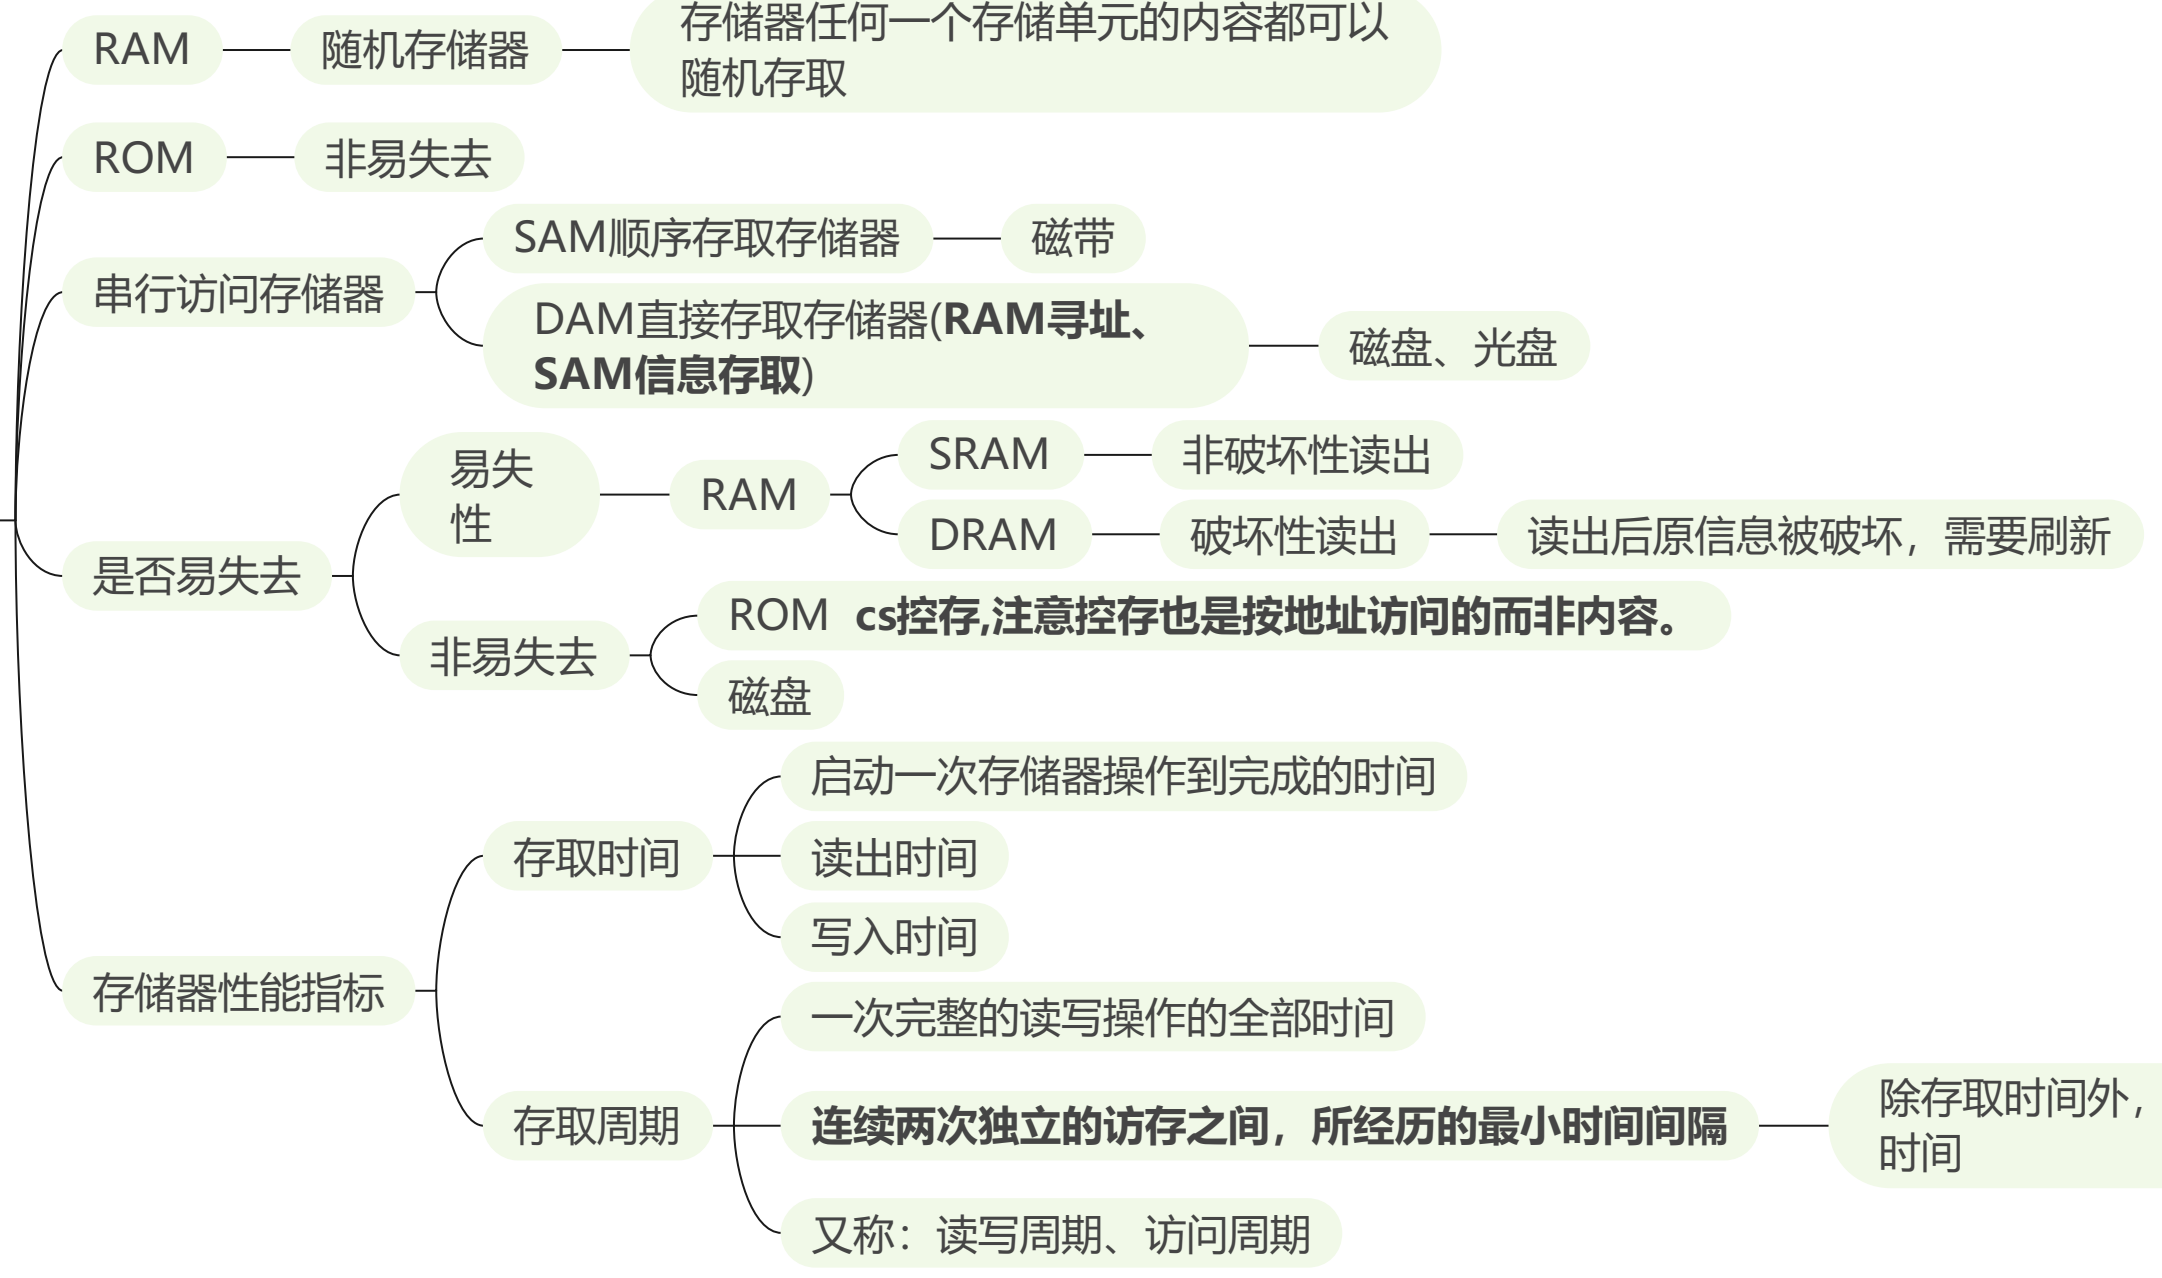 RAM
随机存储器
存储器任何一个存储单元的内容都可以
随机存取
ROM
非易失去
串行访问存储器
SAM顺序存取存储器
磁带
DAM直接存取存储器(RAM寻址、
SAM信息存取)
磁盘、光盘
是否易失去
易失
性
RAM
SRAM
非破坏性读出
DRAM
破坏性读出
读出后原信息被破坏，需要刷新
非易失去
ROM cs控存,注意控存也是按地址访问的而非内容。
磁盘
存储器性能指标
存取时间
启动一次存储器操作到完成的时间
读出时间
写入时间
存取周期
一次完整的读写操作的全部时间
连续两次独立的访存之间，所经历的最小时间间隔
除存取时间外，
时间
又称：读写周期、访问周期